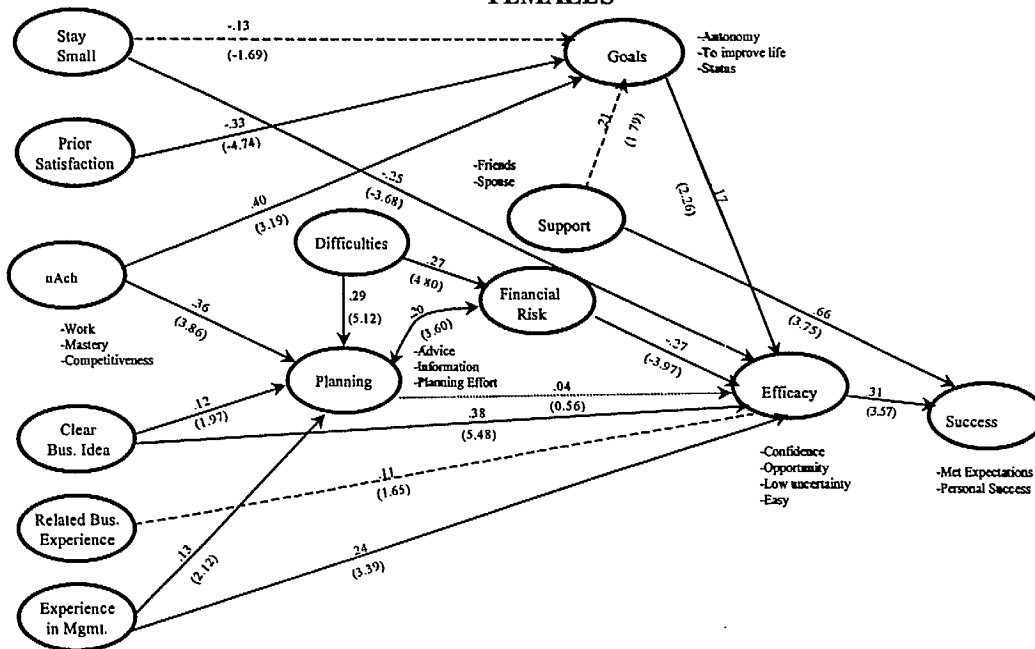 FEMALES
Stay
Small
-.13
(-1.69)
Goals
-Autonomy
-To improve life
-Status
Prior
Satisfaction
-.33
(-4.74)
.21
(1 79)
-Friends
-Spouse
-.25
(-3.68)
.17
(2.26)
.40
(3.19)
Support
Difficulties
nAch
.27
(4.80)
Financial
Risk
.29
(5.12)
.20
(3.60)
.36
(3.86)
-Work
-Mastery
-Competitiveness
.66
(3.75)
Planning
-Advice
-Information
-Planning Effort
(-3.97)
Efficacy
.31
(3.57)
.04
(0.56)
.12
(1.97)
.38
(5.48)
Clear
Bus. Idea
Success
-Confidence
-Opportunity
-Low uncertainty
-Easy
-Met Expectations
-Personal Success
.11
(1.65)
Related Bus.
Experience
.13
(2.12)
.24
(3.39)
Experience
in Mgmt.